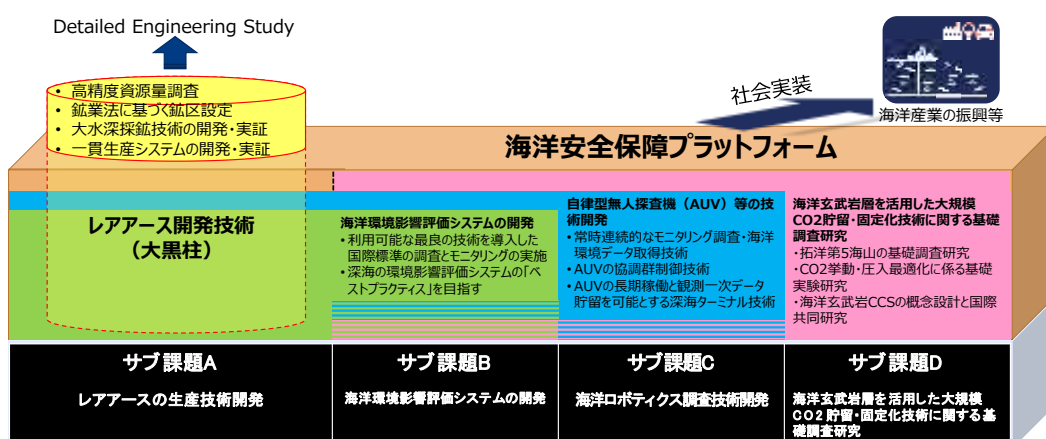 Detailed Engineering Study
• 高精度資源量調査
• 鉱業法に基づく鉱区設定
• 大水深採鉱技術の開発・実証
• 一貫生産システムの開発・実証
社会実装
海洋産業の振興等
海洋安全保障プラットフォーム
レアアース開発技術
(大黒柱)
海洋環境影響評価システムの開発
・利用可能な最良の技術を導入した
国際標準の調査とモニタリングの実施
・深海の環境影響評価システムの「ベ
ストプラクティス」を目指す
自律型無人探査機（AUV）等の技
術開発
・常時連続的なモニタリング調査・海洋
環境データ取得技術
・AUVの協調群制御技術
・AUVの長期稼働と観測一次データ
貯留を可能とする深海ターミナル技術
海洋玄武岩層を活用した大規模
CO2貯留・固定化技術に関する基礎
調査研究
・拓洋第5海山の基礎調査研究
・CO2挙動・圧入最適化に係る基礎
実験研究
・海洋玄武岩CCSの概念設計と国際
共同研究
サブ課題A
レアアースの生産技術開発
サブ課題B
海洋環境影響評価システムの開発
サブ課題C
海洋ロボティクス調査技術開発
サブ課題D
海洋玄武岩層を活用した大規模
CO2貯留・固定化技術に関する基
礎調査研究